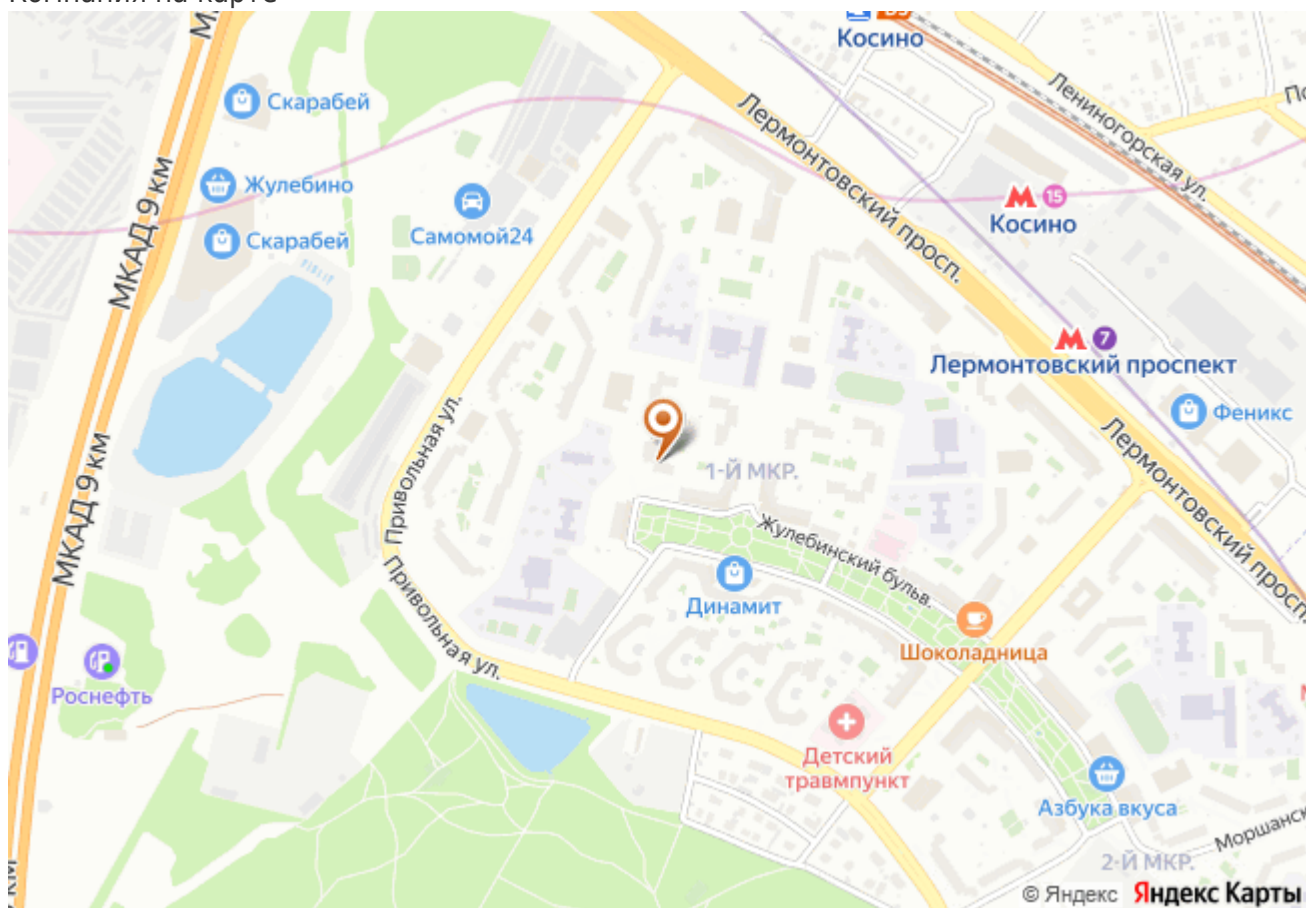 Косино
Лениногорская ул.
Скарабей
Лермонтовский просп.
МКАД 9 км
Жулебино
15
Косино
Самомой24
Скарабей
7
Лермонтовский проспект
Феникс
Привольная ул.
Лермонтовский просп.
1-Й МКР.
МКАД 9 км
Жулебинский бульв.
Динамит
Привольная ул.
Шоколадница
Роснефть
Детский
травмпункт
Азбука вкуса
2-Й МКР.
© Яндекс Яндекс Карты